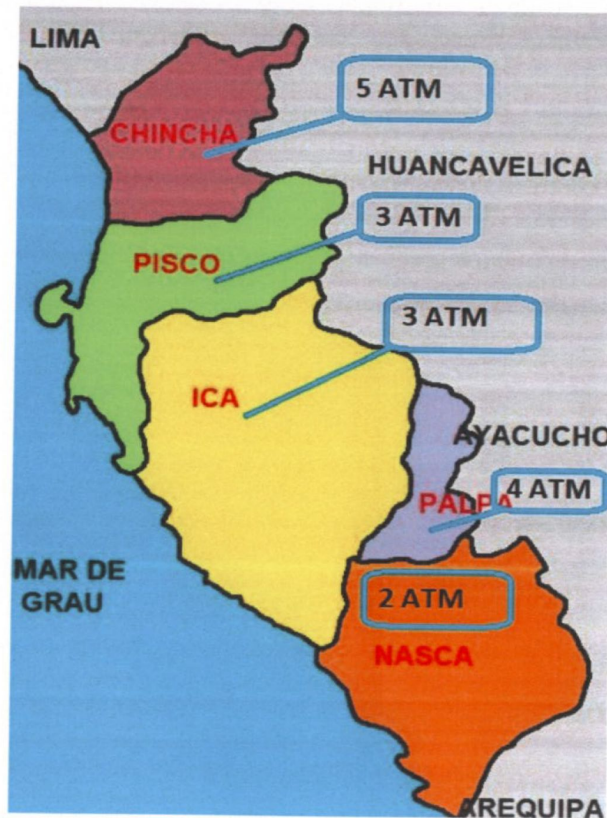 LIMA
5 ATM
CHINCHA
HUANCAVELICA
3 ATM
PISCO
3 ATM
ICA
AYACUCHO
4 ATM
PALPA
MAR DE
GRAU
2 ATM
NASCA
AREQUIPA